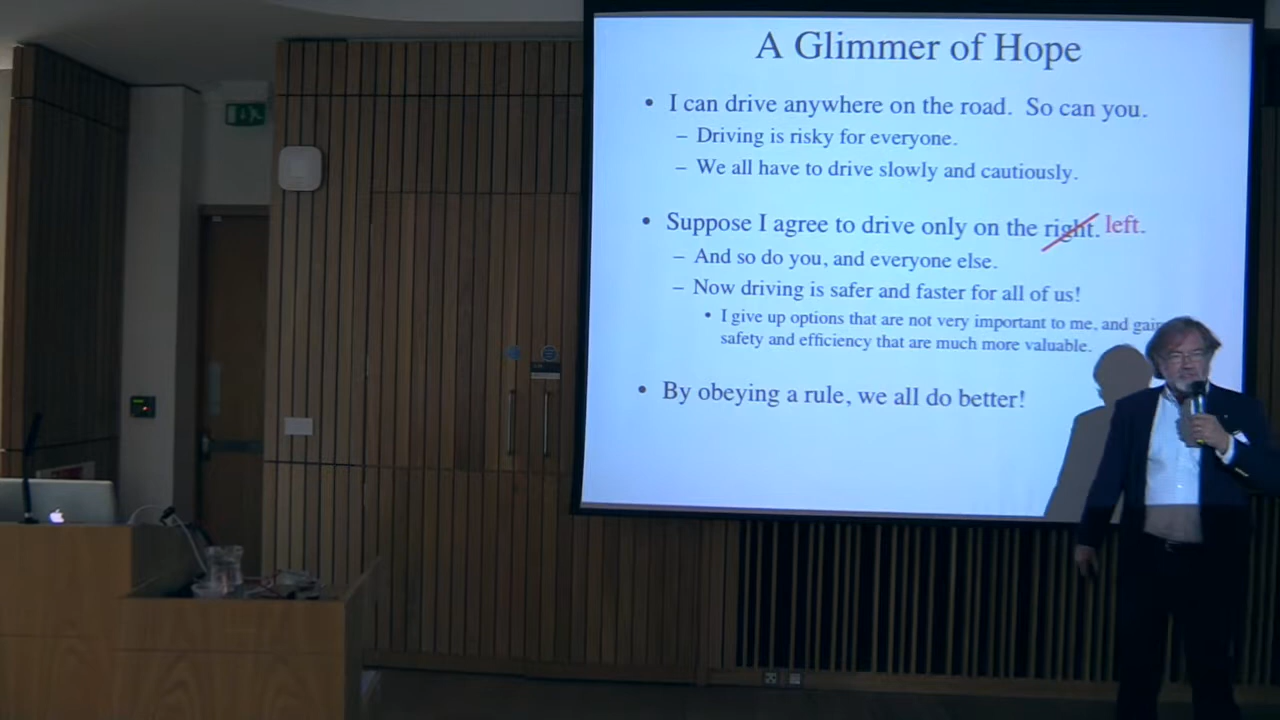 A Glimmer of Hope
• I can drive anywhere on the road. So can you.
– Driving is risky for everyone.
– We all have to drive slowly and cautiously.
• Suppose I agree to drive only on the right. left.
– And so do you, and everyone else.
– Now driving is safer and faster for all of us!
• I give up options that are not very important to me, and
safety and efficiency that are much more valuable.
• By obeying a rule, we all do better!